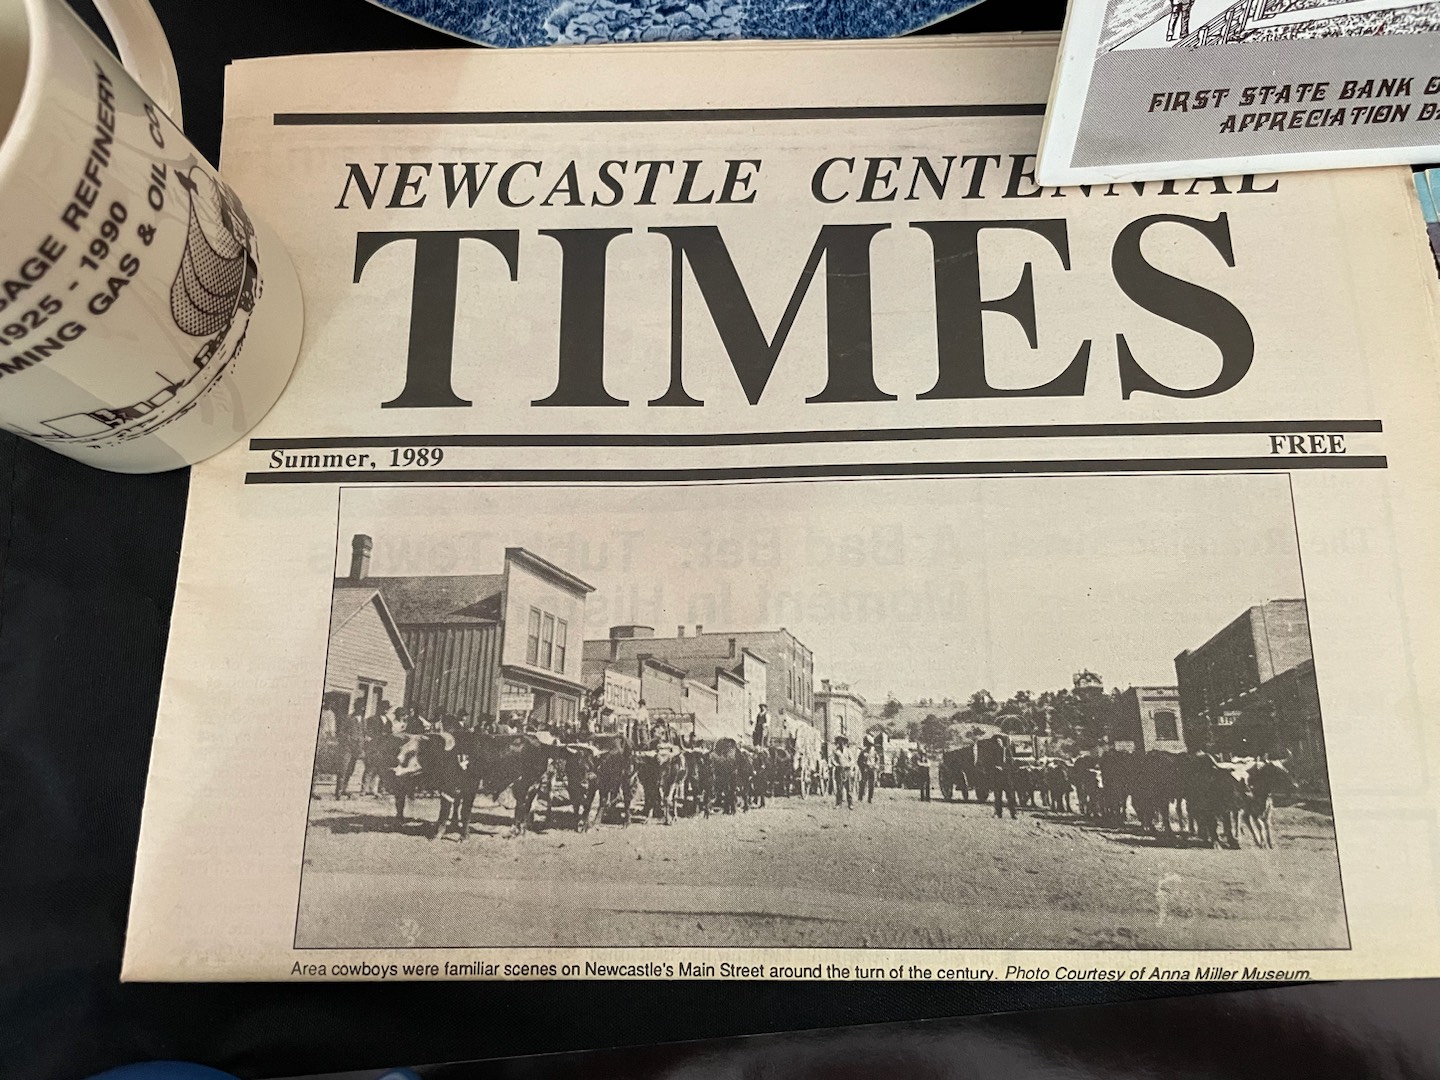 FIRST STATE BANK
APPRECIATION
REFINERY
1925 - 1990
GAS & OIL CO.
NEWCASTLE CENTENNIAL
TIMES
Summer, 1989
FREE
DRUGS
Area cowboys were familiar scenes on Newcastle's Main Street around the turn of the century. Photo Courtesy of Anna Miller Museum.